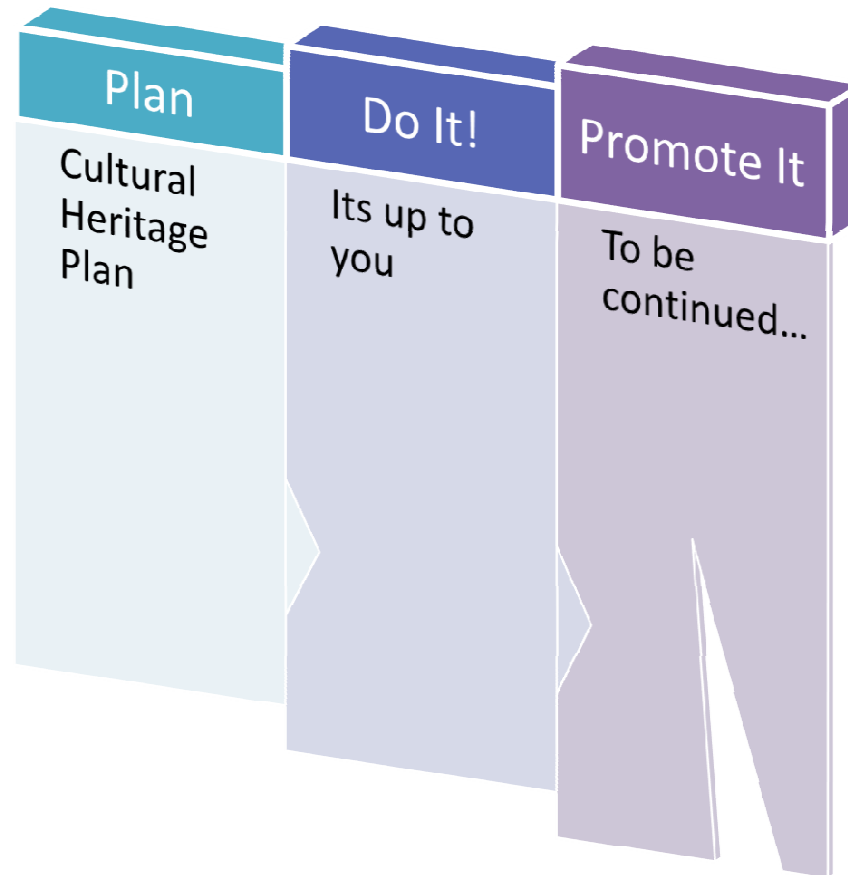 Plan
Cultural
Heritage
Plan
Do It!
Its up to
you
Promote It
To be
continued...